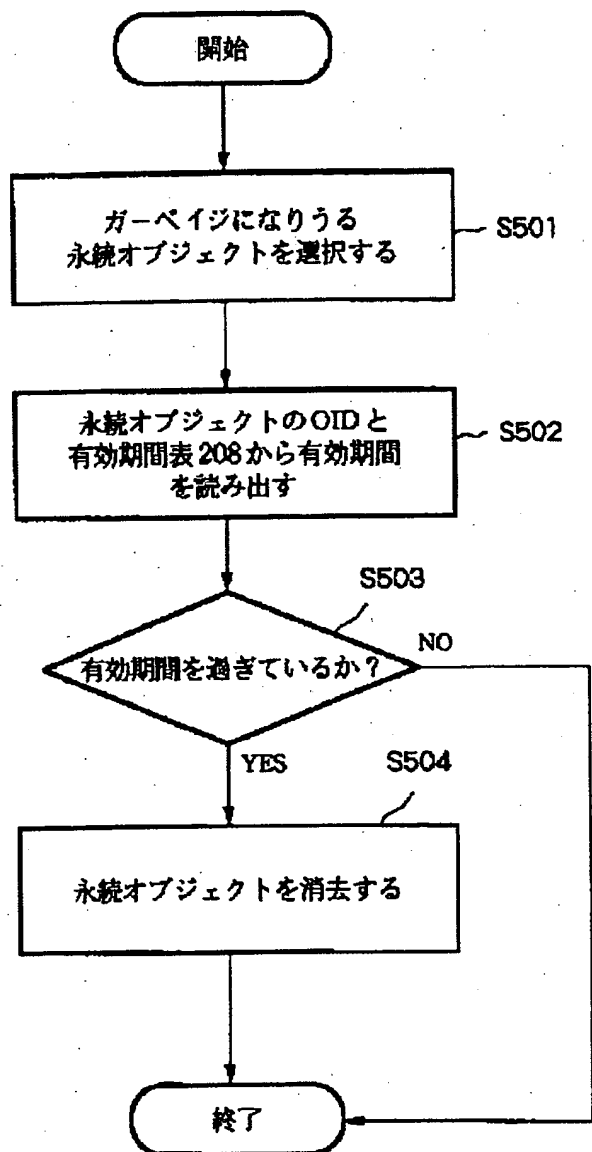 開始
ガーベイジになりうる
永続オブジェクトを選択する
S501
永続オブジェクトのOIDと
有効期間表208から有効期間
を読み出す
S502
S503
有効期間を過ぎているか？
NO
YES
S504
永続オブジェクトを消去する
終了